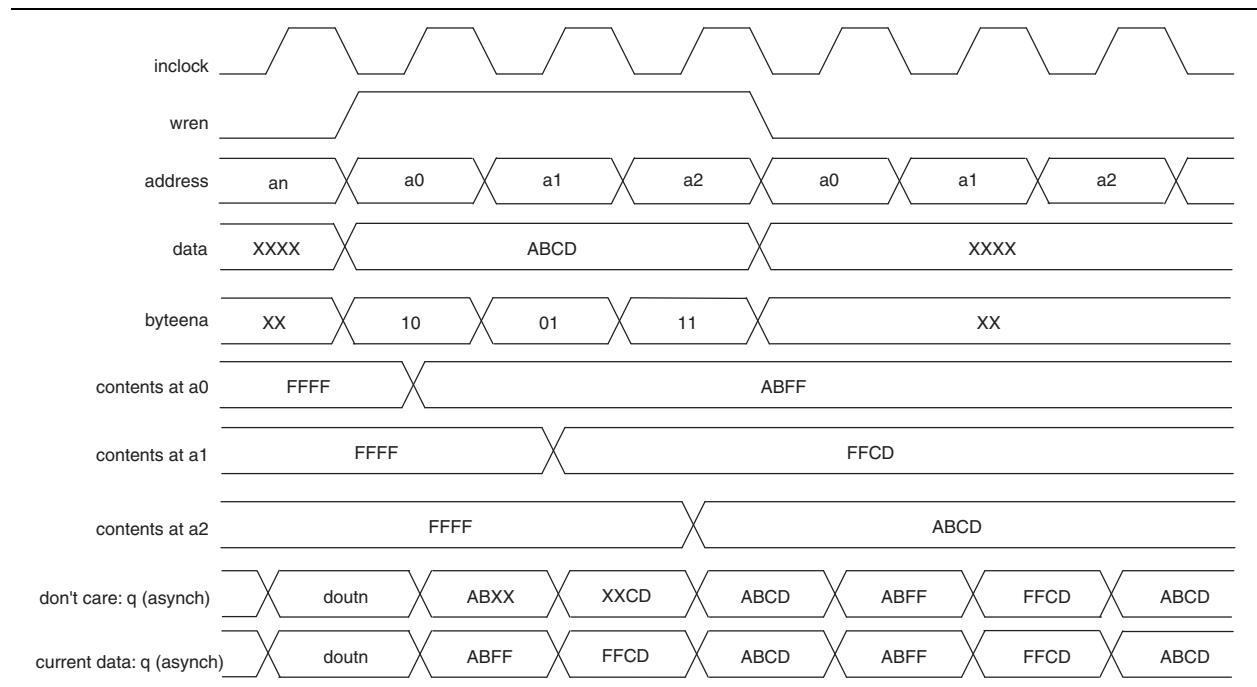 inclock
wren
address an a0 a1 a2 a0 a1 a2
data XXXX ABCD XXXX
byteena XX 10 01 11 XX
contents at a0 FFFF ABFF
contents at a1 FFFF FFCD
contents at a2 FFFF ABCD
don't care: q (asynch) doutn ABXX XXCD ABCD ABFF FFCD ABCD
current data: q (asynch) doutn ABFF FFCD ABCD ABFF FFCD ABCD